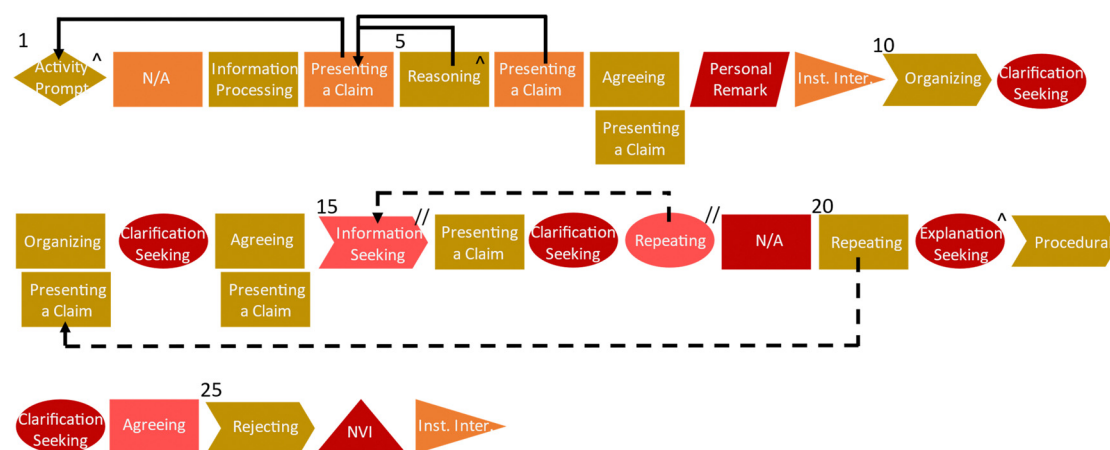 1
Activity
Prompt
^
N/A
Information
Processing
Presenting
a Claim
5
Reasoning
^
Presenting
a Claim
Agreeing
Presenting
a Claim
Personal
Remark
Inst. Inter.
10
Organizing
Clarification
Seeking
Organizing
Presenting
a Claim
Clarification
Seeking
Agreeing
Presenting
a Claim
15
Information
Seeking
//
Presenting
a Claim
Clarification
Seeking
Repeating
//
N/A
20
Repeating
Explanation
Seeking
^
Procedural
Clarification
Seeking
Agreeing
25
Rejecting
NVI
Inst. Inter.